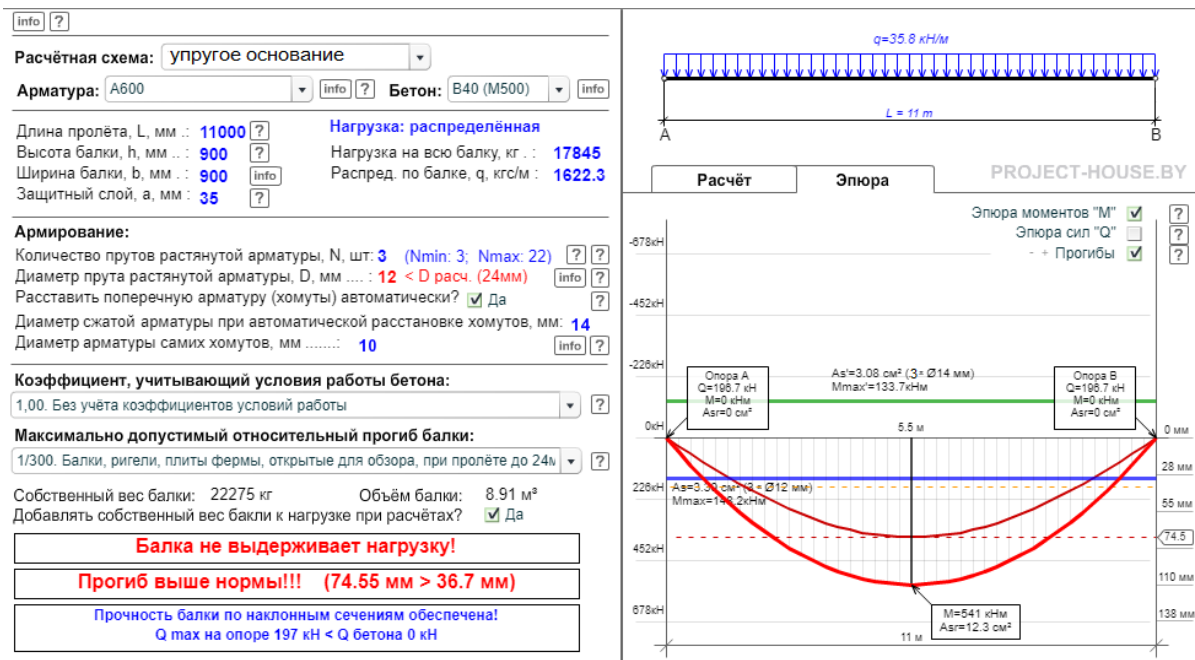 info ?
Расчётная схема: упругое основание
Арматура: A600 info ? Бетон: B40 (M500) info
Длина пролёта, L, мм .: 11000 ? Нагрузка: распределённая
Высота балки, h, мм .. : 900 ? Нагрузка на всю балку, кг . : 17845
Ширина балки, b, мм . : 900 info Распред. по балке, q, кгс/м : 1622.3
Защитный слой, a, мм : 35 ?
Армирование:
Количество прутов растянутой арматуры, N, шт: 3 (Nmin: 3; Nmax: 22) ? ?
Диаметр прута растянутой арматуры, D, мм .... : 12 < D расч. (24мм) info ?
Расставить поперечную арматуру (хомуты) автоматически? Да ?
Диаметр сжатой арматуры при автоматической расстановке хомутов, мм: 14
Диаметр арматуры самих хомутов, мм .......: 10 info ?
Коэффициент, учитывающий условия работы бетона:
1,00. Без учёта коэффициентов условий работы ?
Максимально допустимый относительный прогиб балки:
1/300. Балки, ригели, плиты фермы, открытые для обзора, при пролёте до 24м ?
Собственный вес балки: 22275 кг Объём балки: 8.91 м³
Добавлять собственный вес бакли к нагрузке при расчётах? Да
Балка не выдерживает нагрузку!
Прогиб выше нормы!!! (74.55 мм > 36.7 мм)
Прочность балки по наклонным сечениям обеспечена!
Q max на опоре 197 кН < Q бетона 0 кН
q=35.8 кН/м
L = 11 m
A B
Расчёт Эпюра PROJECT-HOUSE.BY
Эпюра моментов "M" ?
Эпюра сил "Q" ?
- + Прогибы ?
-678кН
-452кН
-226кН
0кН
226кН
452кН
678кН
Опора A
Q=196.7 кН
M=0 кНм
Asr=0 см²
As'=3.08 см² (3 * Ø14 мм)
Mmax'=133.7кНм
Опора B
Q=196.7 кН
M=0 кНм
Asr=0 см²
5.5 м
As=3.39 см² (3 * Ø12 мм)
Mmax=148.2кНм
0 мм
28 мм
55 мм
74.5
110 мм
138 мм
M=541 кНм
Asr=12.3 см²
11 м